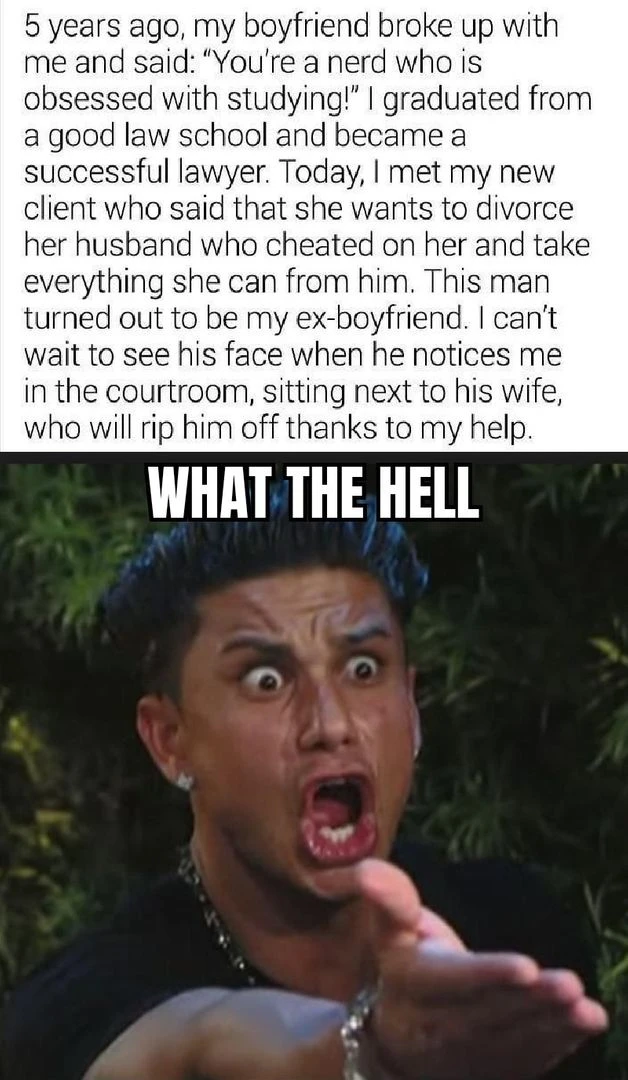 5 years ago, my boyfriend broke up with
me and said: “You're a nerd who is
obsessed with studying!” I graduated from
a good law school and became a
successful lawyer. Today, I met my new
client who said that she wants to divorce
her husband who cheated on her and take
everything she can from him. This man
turned out to be my ex-boyfriend. I can't
wait to see his face when he notices me
in the courtroom, sitting next to his wife,
who will rip him off thanks to my help.
WHAT THE HELL